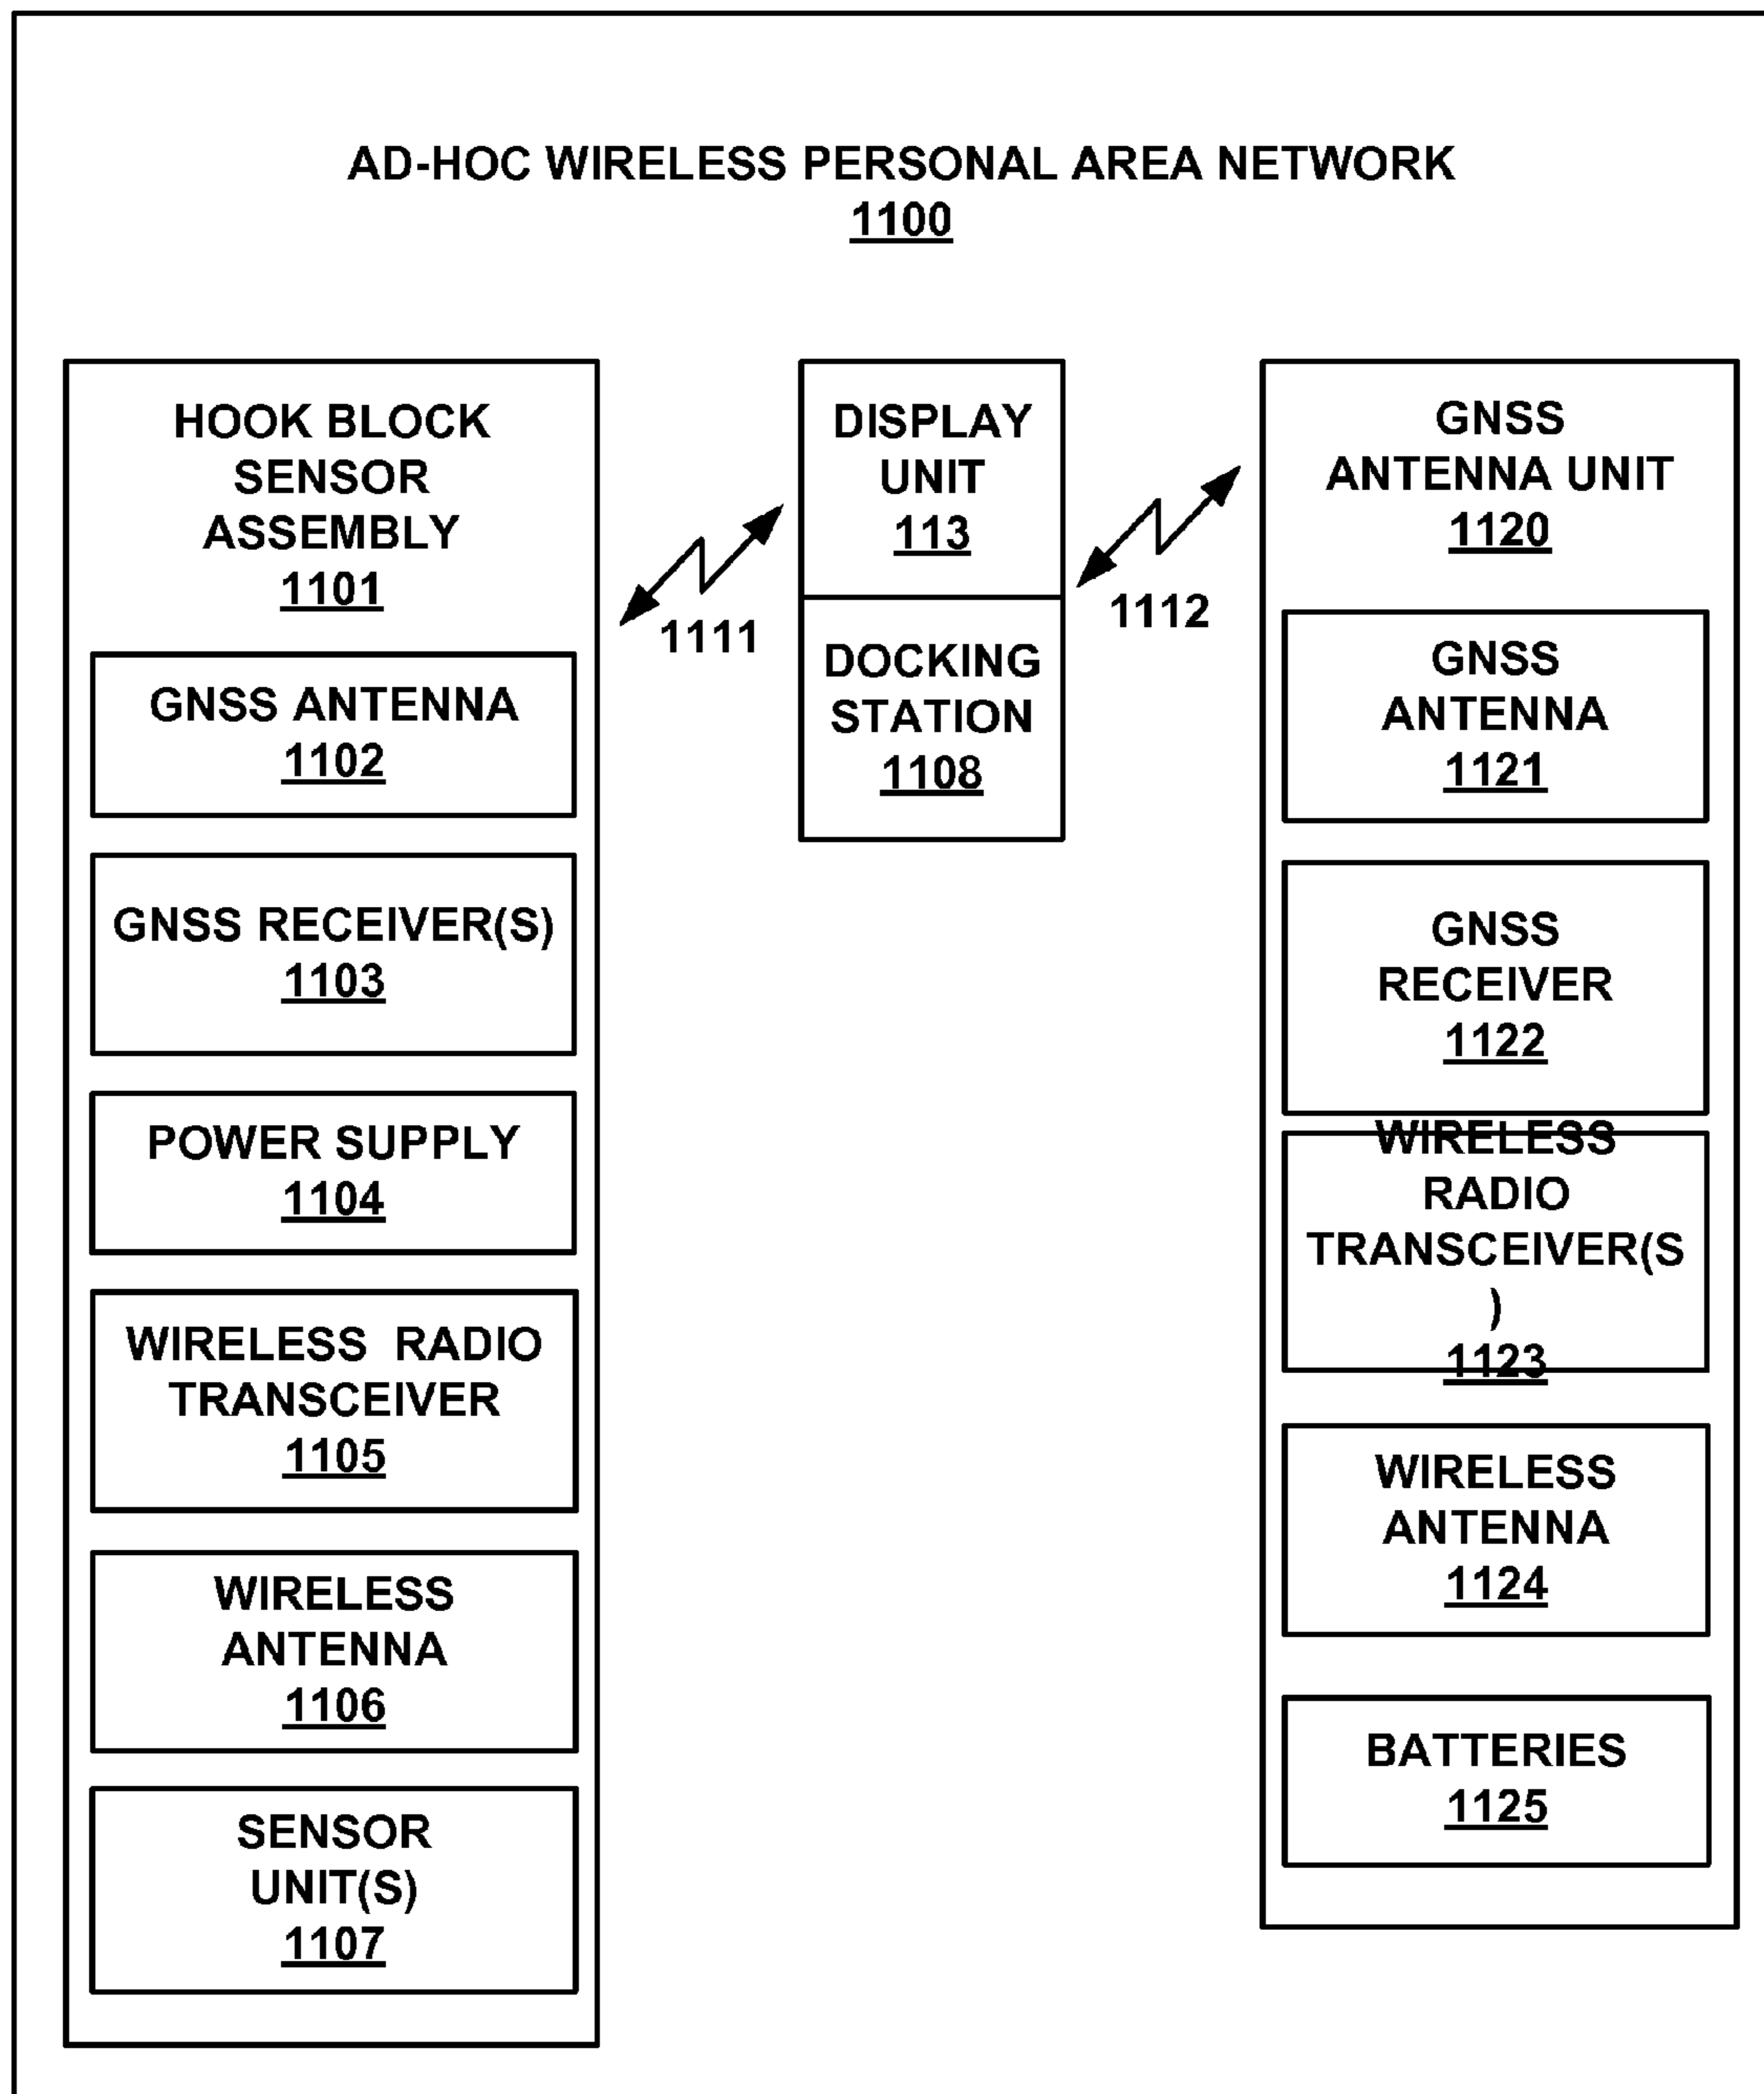 AD-HOC WIRELESS PERSONAL AREA NETWORK
1100
HOOK BLOCK
SENSOR
ASSEMBLY
1101
GNSS ANTENNA
1102
GNSS RECEIVER(S)
1103
POWER SUPPLY
1104
WIRELESS RADIO
TRANSCEIVER
1105
WIRELESS
ANTENNA
1106
SENSOR
UNIT(S)
1107
1111
DISPLAY
UNIT
113
DOCKING
STATION
1108
1112
GNSS
ANTENNA UNIT
1120
GNSS
ANTENNA
1121
GNSS
RECEIVER
1122
WIRELESS
RADIO
TRANSCEIVER(S
)
1123
WIRELESS
ANTENNA
1124
BATTERIES
1125